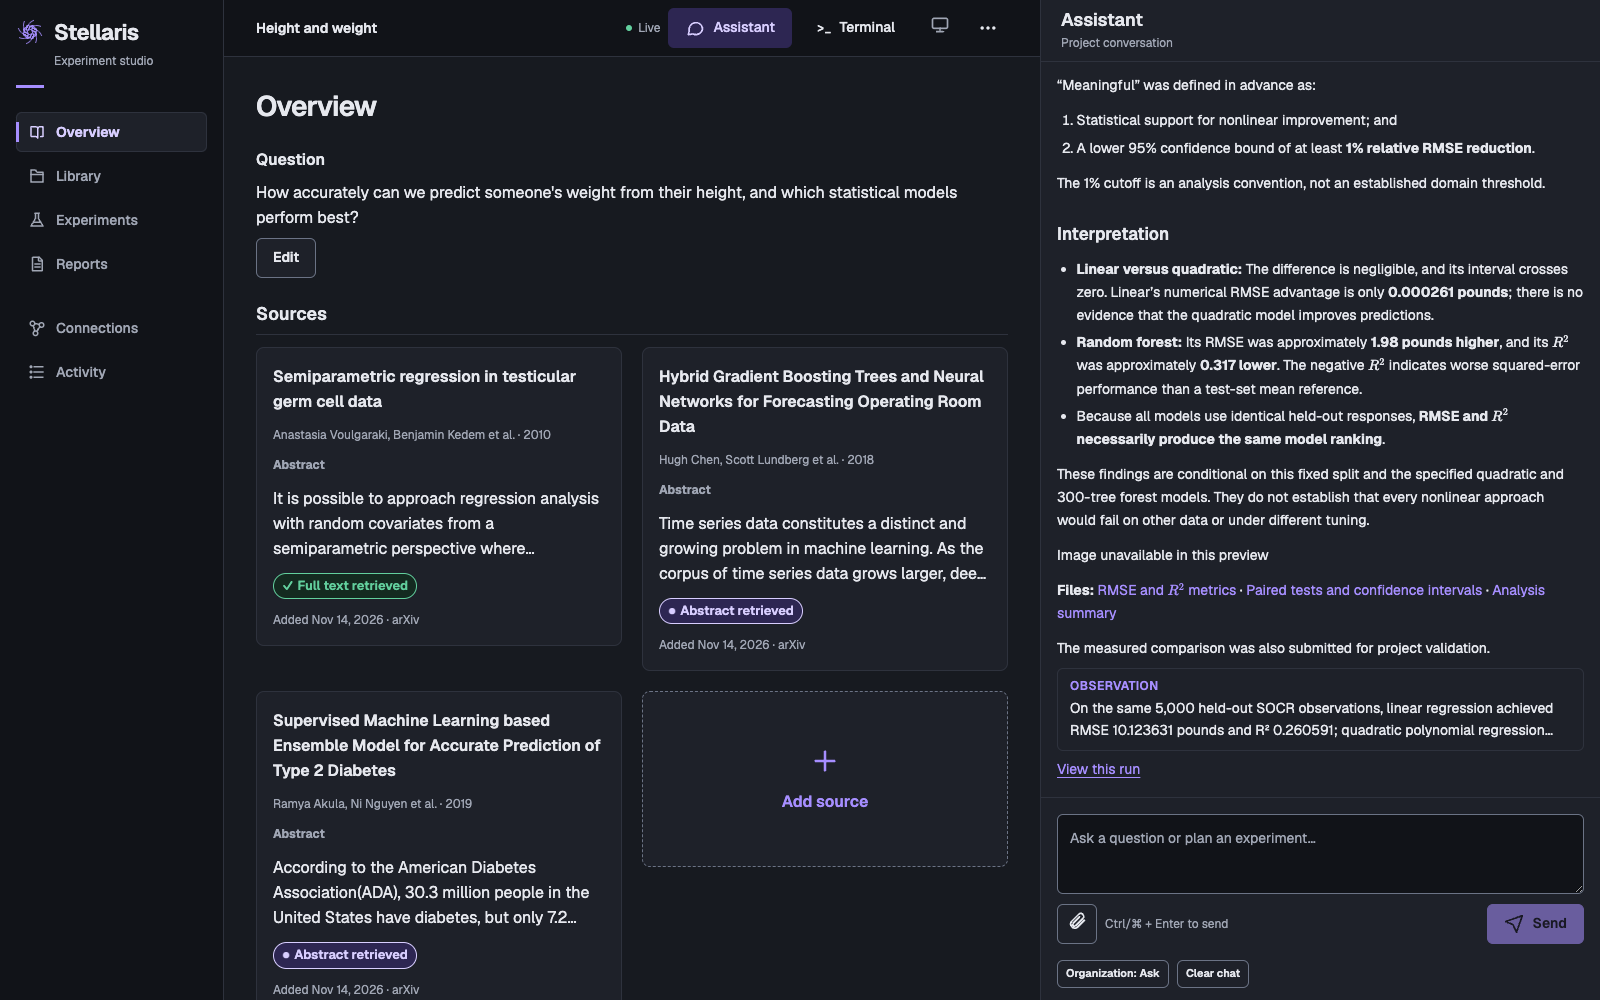 Stellaris
Experiment studio
Overview
Library
Experiments
Reports
Connections
Activity
Height and weight
Live
Assistant
>_ Terminal
Overview
Question
How accurately can we predict someone's weight from their height, and which statistical models
perform best?
Edit
Sources
Semiparametric regression in testicular
germ cell data
Anastasia Voulgaraki, Benjamin Kedem et al. · 2010
Abstract
It is possible to approach regression analysis
with random covariates from a
semiparametric perspective where…
✓ Full text retrieved
Added Nov 14, 2026 · arXiv
Hybrid Gradient Boosting Trees and Neural
Networks for Forecasting Operating Room
Data
Hugh Chen, Scott Lundberg et al. · 2018
Abstract
Time series data constitutes a distinct and
growing problem in machine learning. As the
corpus of time series data grows larger, dee…
Abstract retrieved
Added Nov 14, 2026 · arXiv
Supervised Machine Learning based
Ensemble Model for Accurate Prediction of
Type 2 Diabetes
Ramya Akula, Ni Nguyen et al. · 2019
Abstract
According to the American Diabetes
Association(ADA), 30.3 million people in the
United States have diabetes, but only 7.2…
Abstract retrieved
Added Nov 14, 2026 · arXiv
Add source
Assistant
Project conversation
“Meaningful” was defined in advance as:
1. Statistical support for nonlinear improvement; and
2. A lower 95% confidence bound of at least 1% relative RMSE reduction.
The 1% cutoff is an analysis convention, not an established domain threshold.
Interpretation
• Linear versus quadratic: The difference is negligible, and its interval crosses
zero. Linear’s numerical RMSE advantage is only 0.000261 pounds; there is no
evidence that the quadratic model improves predictions.
• Random forest: Its RMSE was approximately 1.98 pounds higher, and its R²
was approximately 0.317 lower. The negative R² indicates worse squared-error
performance than a test-set mean reference.
• Because all models use identical held-out responses, RMSE and R²
necessarily produce the same model ranking.
These findings are conditional on this fixed split and the specified quadratic and
300-tree forest models. They do not establish that every nonlinear approach
would fail on other data or under different tuning.
Image unavailable in this preview
Files: RMSE and R² metrics · Paired tests and confidence intervals · Analysis
summary
The measured comparison was also submitted for project validation.
OBSERVATION
On the same 5,000 held-out SOCR observations, linear regression achieved
RMSE 10.123631 pounds and R² 0.260591; quadratic polynomial regression…
View this run
Ask a question or plan an experiment…
Ctrl/⌘ + Enter to send
Send
Organization: Ask
Clear chat